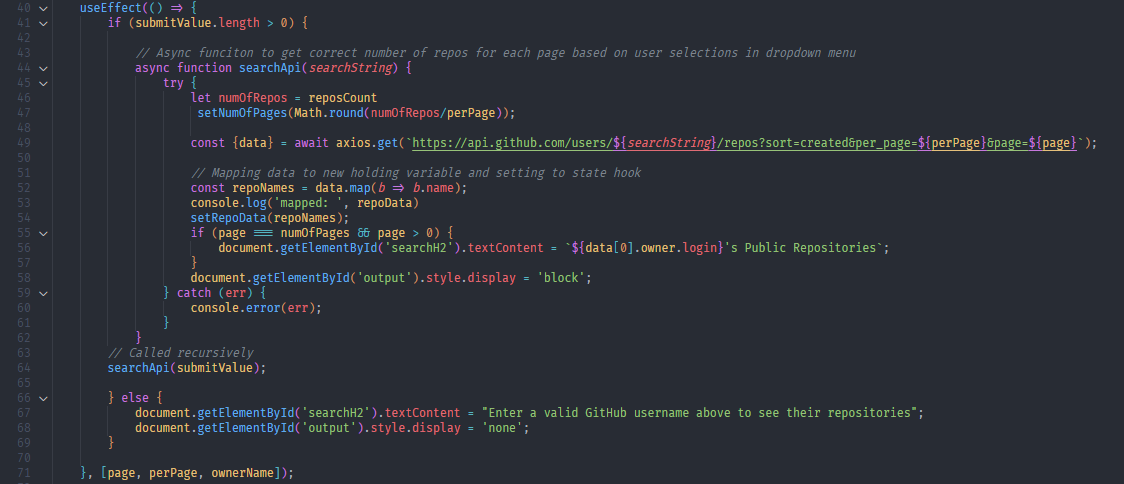 40 useEffect(() => {
41 if (submitValue.length > 0) {
42
43 // Async funciton to get correct number of repos for each page based on user selections in dropdown menu
44 async function searchApi(searchString) {
45 try {
46 let numOfRepos = reposCount
47 setNumOfPages(Math.round(numOfRepos/perPage));
48
49 const {data} = await axios.get(`https://api.github.com/users/${searchString}/repos?sort=created&per_page=${perPage}&page=${page}`);
50
51 // Mapping data to new holding variable and setting to state hook
52 const repoNames = data.map(b => b.name);
53 console.log('mapped: ', repoData)
54 setRepoData(repoNames);
55 if (page === numOfPages && page > 0) {
56 document.getElementById('searchH2').textContent = `${data[0].owner.login}'s Public Repositories`;
57 }
58 document.getElementById('output').style.display = 'block';
59 } catch (err) {
60 console.error(err);
61 }
62 }
63 // Called recursively
64 searchApi(submitValue);
65
66 } else {
67 document.getElementById('searchH2').textContent = "Enter a valid GitHub username above to see their repositories";
68 document.getElementById('output').style.display = 'none';
69 }
70
71 }, [page, perPage, ownerName]);